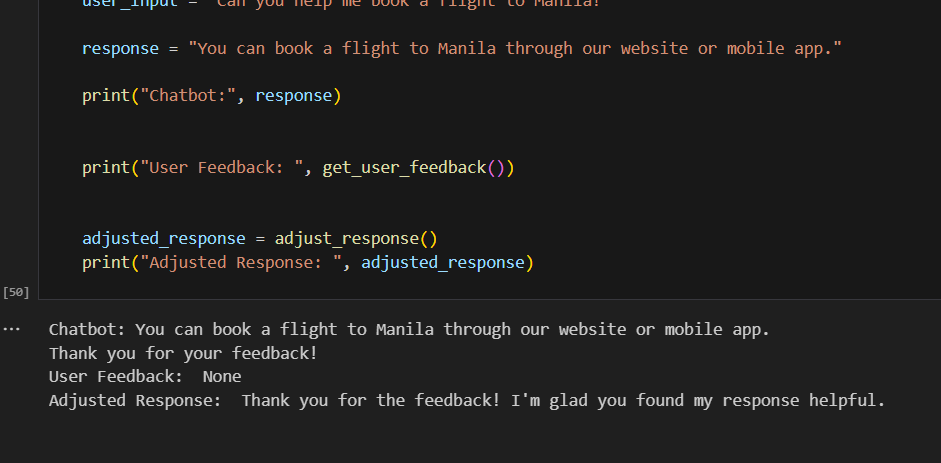 user_input = "Can you help me book a flight to Manila?"
response = "You can book a flight to Manila through our website or mobile app."
print("Chatbot:", response)
print("User Feedback: ", get_user_feedback())
adjusted_response = adjust_response()
print("Adjusted Response: ", adjusted_response)
[50]
... Chatbot: You can book a flight to Manila through our website or mobile app.
Thank you for your feedback!
User Feedback:  None
Adjusted Response:  Thank you for the feedback! I'm glad you found my response helpful.